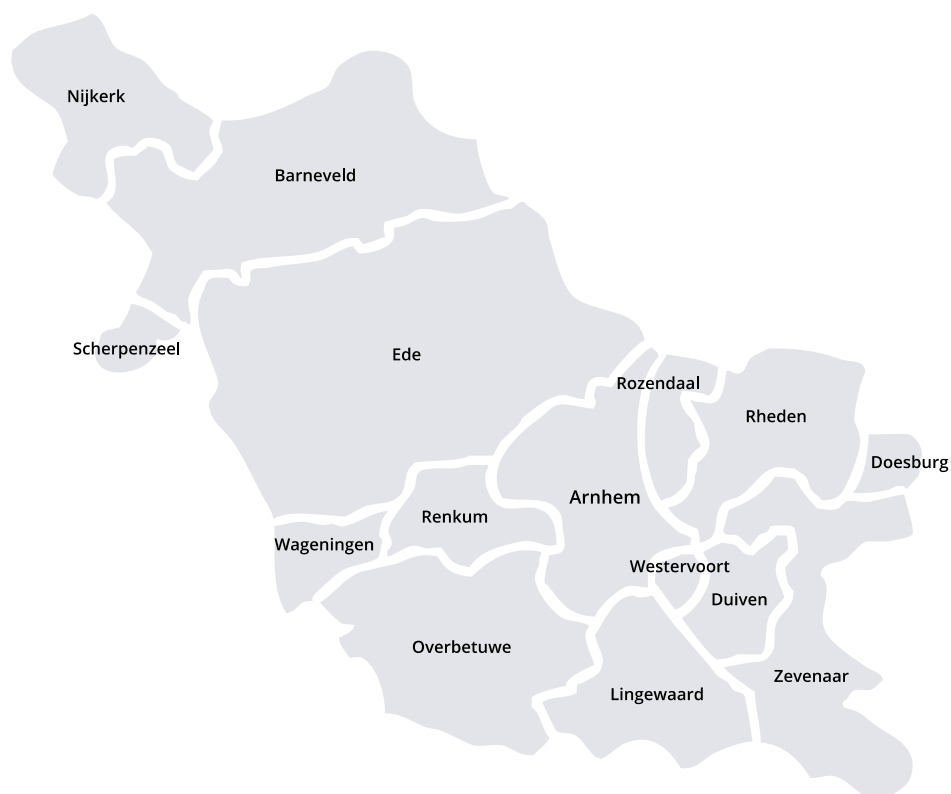 Nijkerk
Barneveld
Scherpenzeel
Ede
Rozendaal
Rheden
Doesburg
Arnhem
Renkum
Wageningen
Westervoort
Duiven
Overbetuwe
Zevenaar
Lingewaard